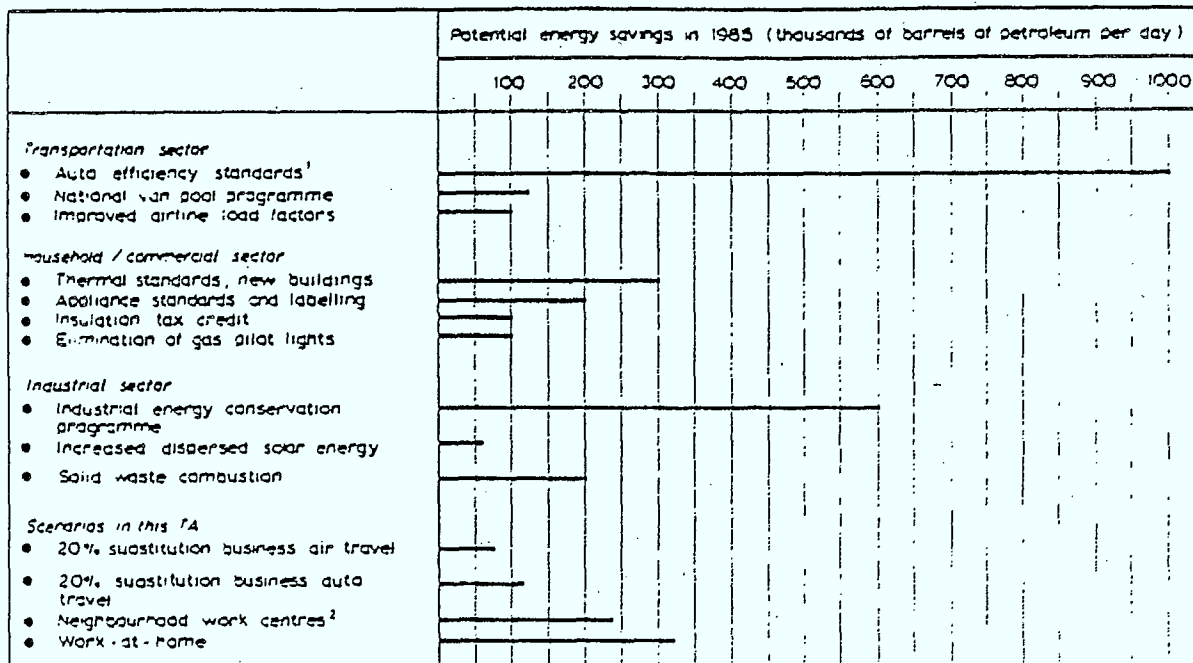 Potential energy savings in 1985 (thousands of barrels of petroleum per day)
100 200 300 400 500 600 700 800 900 1000
Transportation sector
• Auto efficiency standards¹
• National van pool programme
• Improved airline load factors
Household / commercial sector
• Thermal standards, new buildings
• Appliance standards and labelling
• Insulation tax credit
• Elimination of gas pilot lights
Industrial sector
• Industrial energy conservation
programme
• Increased dispersed solar energy
• Solid waste combustion
Scenarios in this TA
• 20% substitution business air travel
• 20% substitution business auto
travel
• Neighbourhood work centres²
• Work-at-home